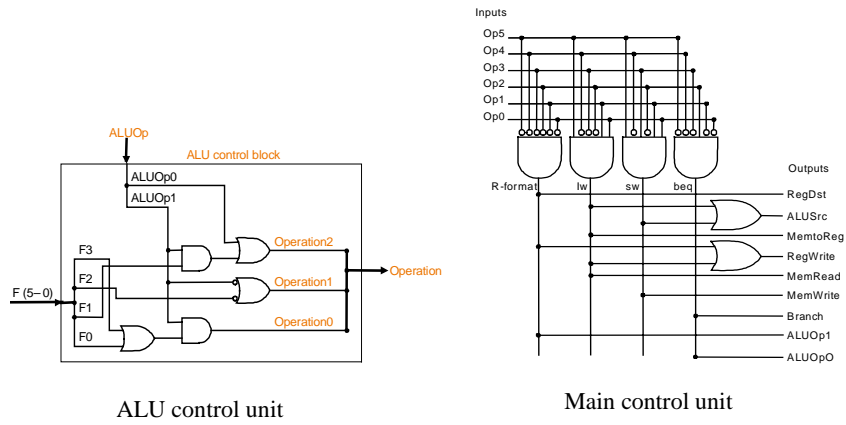 ALUOp
ALU control block
ALUOp0
ALUOp1
F3
F2
F1
F0
F (5–0)
Operation2
Operation1
Operation0
Operation
ALU control unit
Inputs
Op5
Op4
Op3
Op2
Op1
Op0
R-format
lw
sw
beq
Outputs
RegDst
ALUSrc
MemtoReg
RegWrite
MemRead
MemWrite
Branch
ALUOp1
ALUOpO
Main control unit